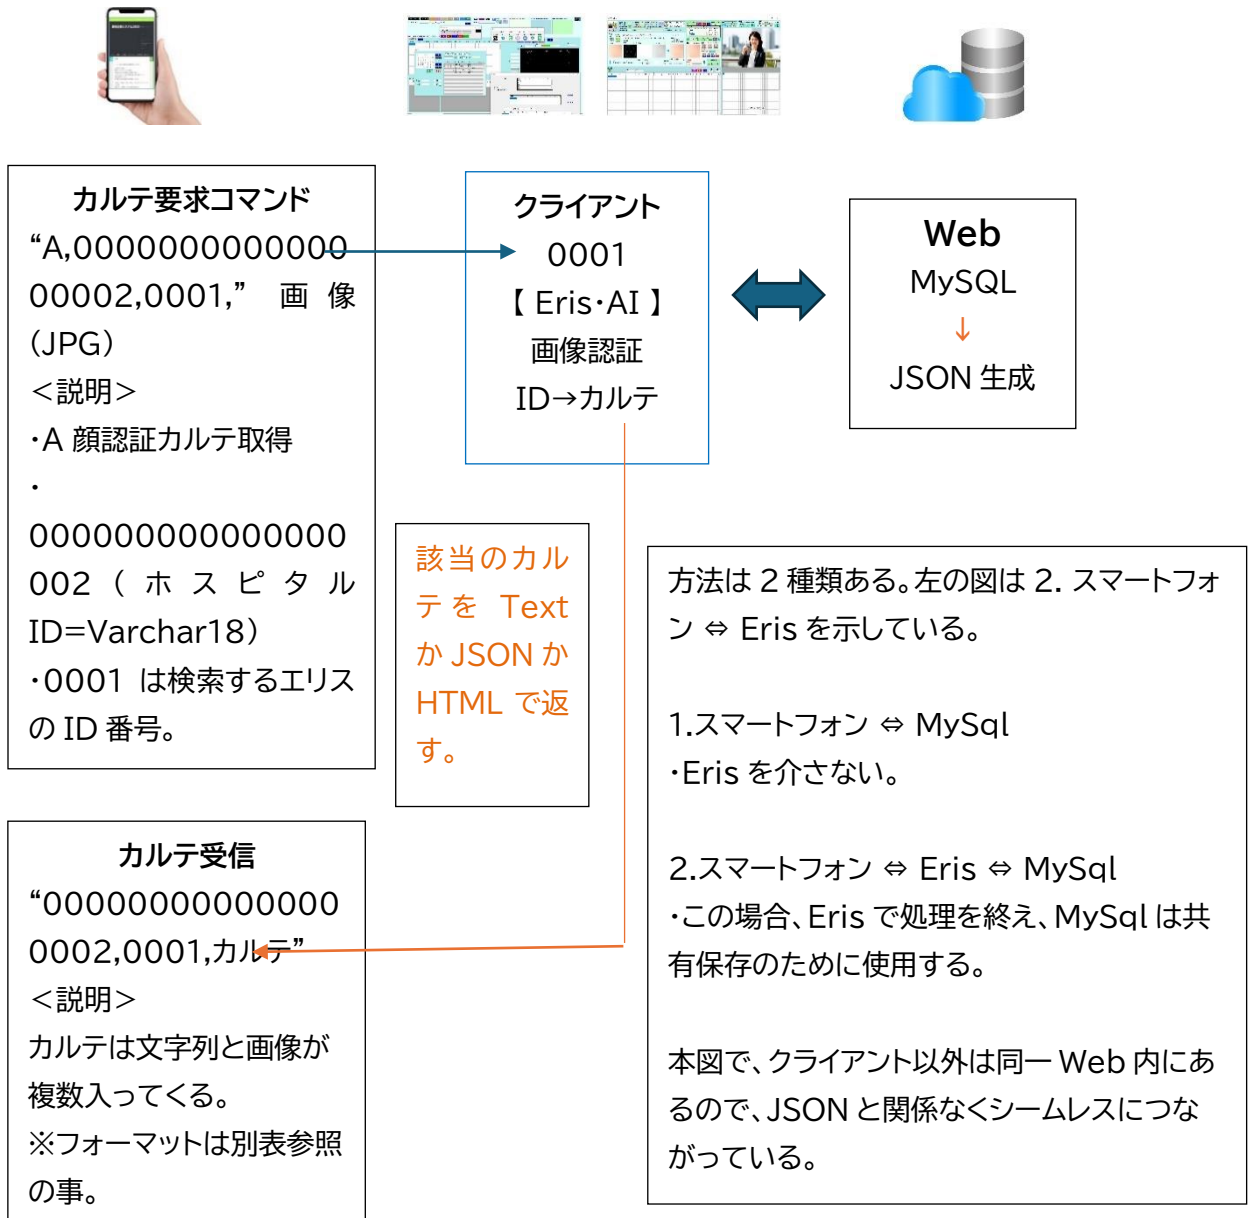 カルテ要求コマンド
“A,0000000000000
00002,0001,” 画像
(JPG)
＜説明＞
・A 顔認証カルテ取得
・
000000000000000
002(ホスピタル
ID=Varchar18)
・0001 は検索するエリス
の ID 番号。
クライアント
0001
【 Eris・AI 】
画像認証
ID→カルテ
Web
MySQL
↓
JSON 生成
該当のカル
テを Text
か JSON か
HTML で返
す。
カルテ受信
“00000000000000
0002,0001,カルテ”
＜説明＞
カルテは文字列と画像が
複数入ってくる。
※フォーマットは別表参照
の事。
方法は 2 種類ある。左の図は 2. スマートフォ
ン ⇔ Eris を示している。
1.スマートフォン ⇔ MySql
・Eris を介さない。
2.スマートフォン ⇔ Eris ⇔ MySql
・この場合、Eris で処理を終え、MySql は共
有保存のために使用する。
本図で、クライアント以外は同一 Web 内にあ
るので、JSON と関係なくシームレスにつな
がっている。